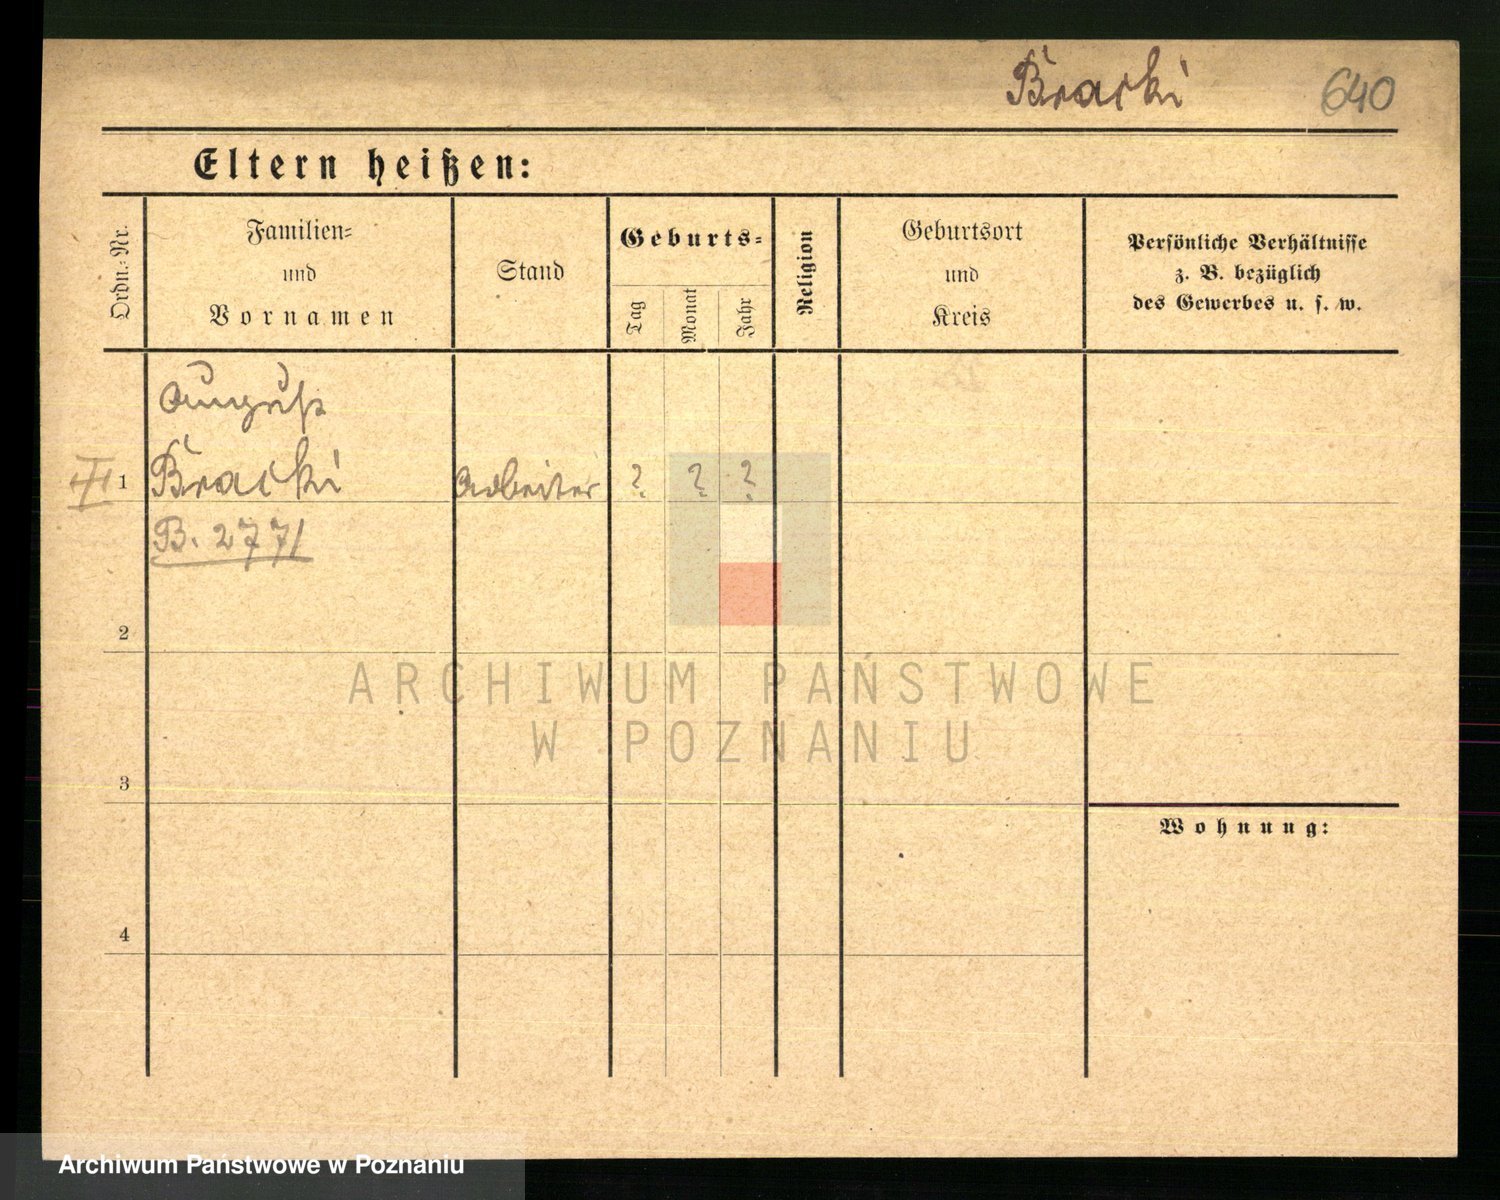 Bracki 640
Eltern heißen:
Ordn.-Nr.
Familien-
und
Vornamen
Stand
Geburts-
Tag
Monat
Jahr
Religion
Geburtsort
und
Kreis
Persönliche Verhältnisse
z. B. bezüglich
des Gewerbes u. s. w.
August
II 1 Bracki Arbeiter ? ? ?
B. 2771
2
3
4
Wohnung:
ARCHIWUM PAŃSTWOWE
W POZNANIU
Archiwum Państwowe w Poznaniu